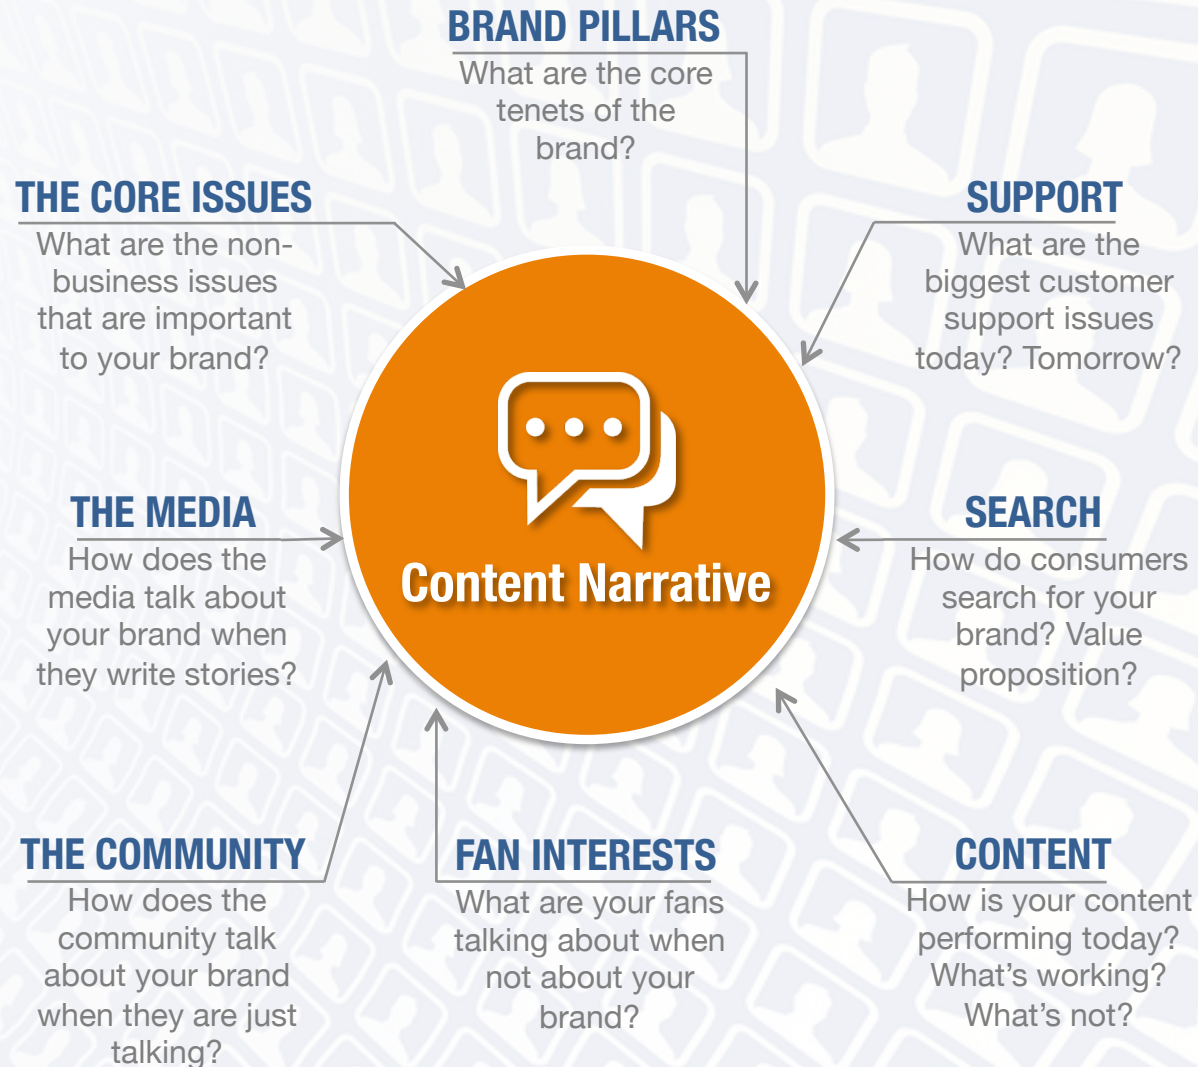 BRAND PILLARS
What are the core
tenets of the
brand?
THE CORE ISSUES
What are the non-
business issues
that are important
to your brand?
SUPPORT
What are the
biggest customer
support issues
today? Tomorrow?
THE MEDIA
How does the
media talk about
your brand when
they write stories?
Content Narrative
SEARCH
How do consumers
search for your
brand? Value
proposition?
THE COMMUNITY
How does the
community talk
about your brand
when they are just
talking?
FAN INTERESTS
What are your fans
talking about when
not about your
brand?
CONTENT
How is your content
performing today?
What’s working?
What’s not?